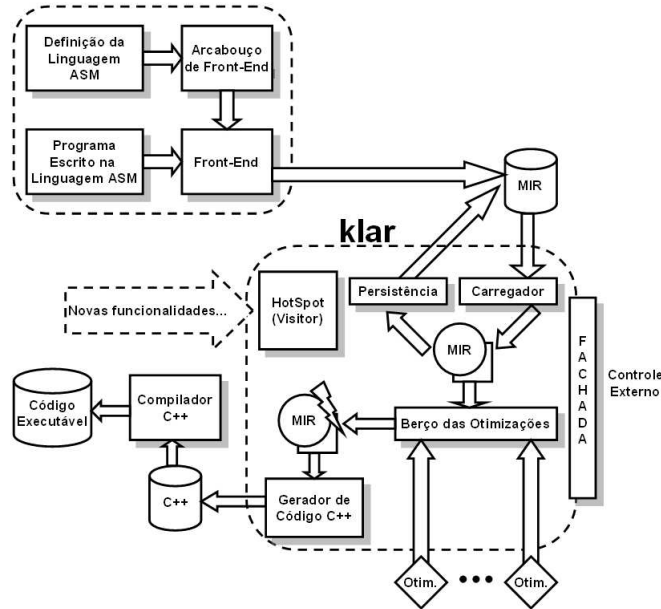 Definição da
Linguagem
ASM
Arcabouço
de Front-End
Programa
Escrito na
Linguagem ASM
Front-End
MIR
klar
Novas funcionalidades...
HotSpot
(Visitor)
Persistência
Carregador
MIR
FACHADA
Controle
Externo
Código
Executável
Compilador
C++
MIR
Berço das Otimizações
C++
Gerador de
Código C++
Otim.
Otim.